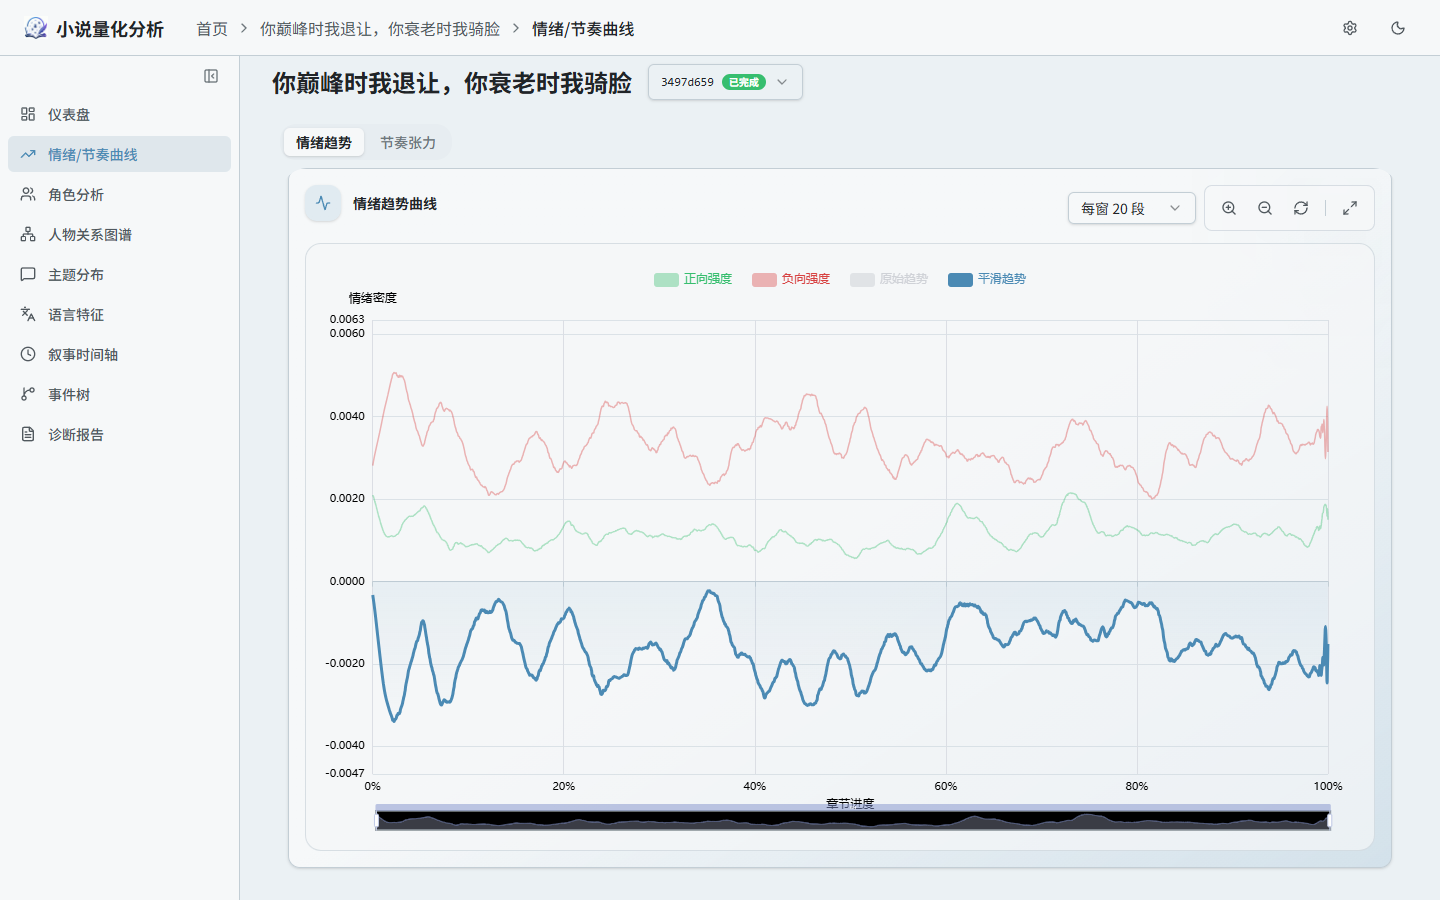 小说量化分析
首页 > 你巅峰时我退让，你衰老时我骑脸 > 情绪/节奏曲线
仪表盘
情绪/节奏曲线
角色分析
人物关系图谱
主题分布
语言特征
叙事时间轴
事件树
诊断报告
你巅峰时我退让，你衰老时我骑脸
3497d659 已完成
情绪趋势 节奏张力
情绪趋势曲线
每窗 20 段
正向强度 负向强度 原始趋势 平滑趋势
情绪密度
0.0063
0.0060
0.0040
0.0020
0.0000
-0.0020
-0.0040
-0.0047
0% 20% 40% 60% 80% 100%
章节进度